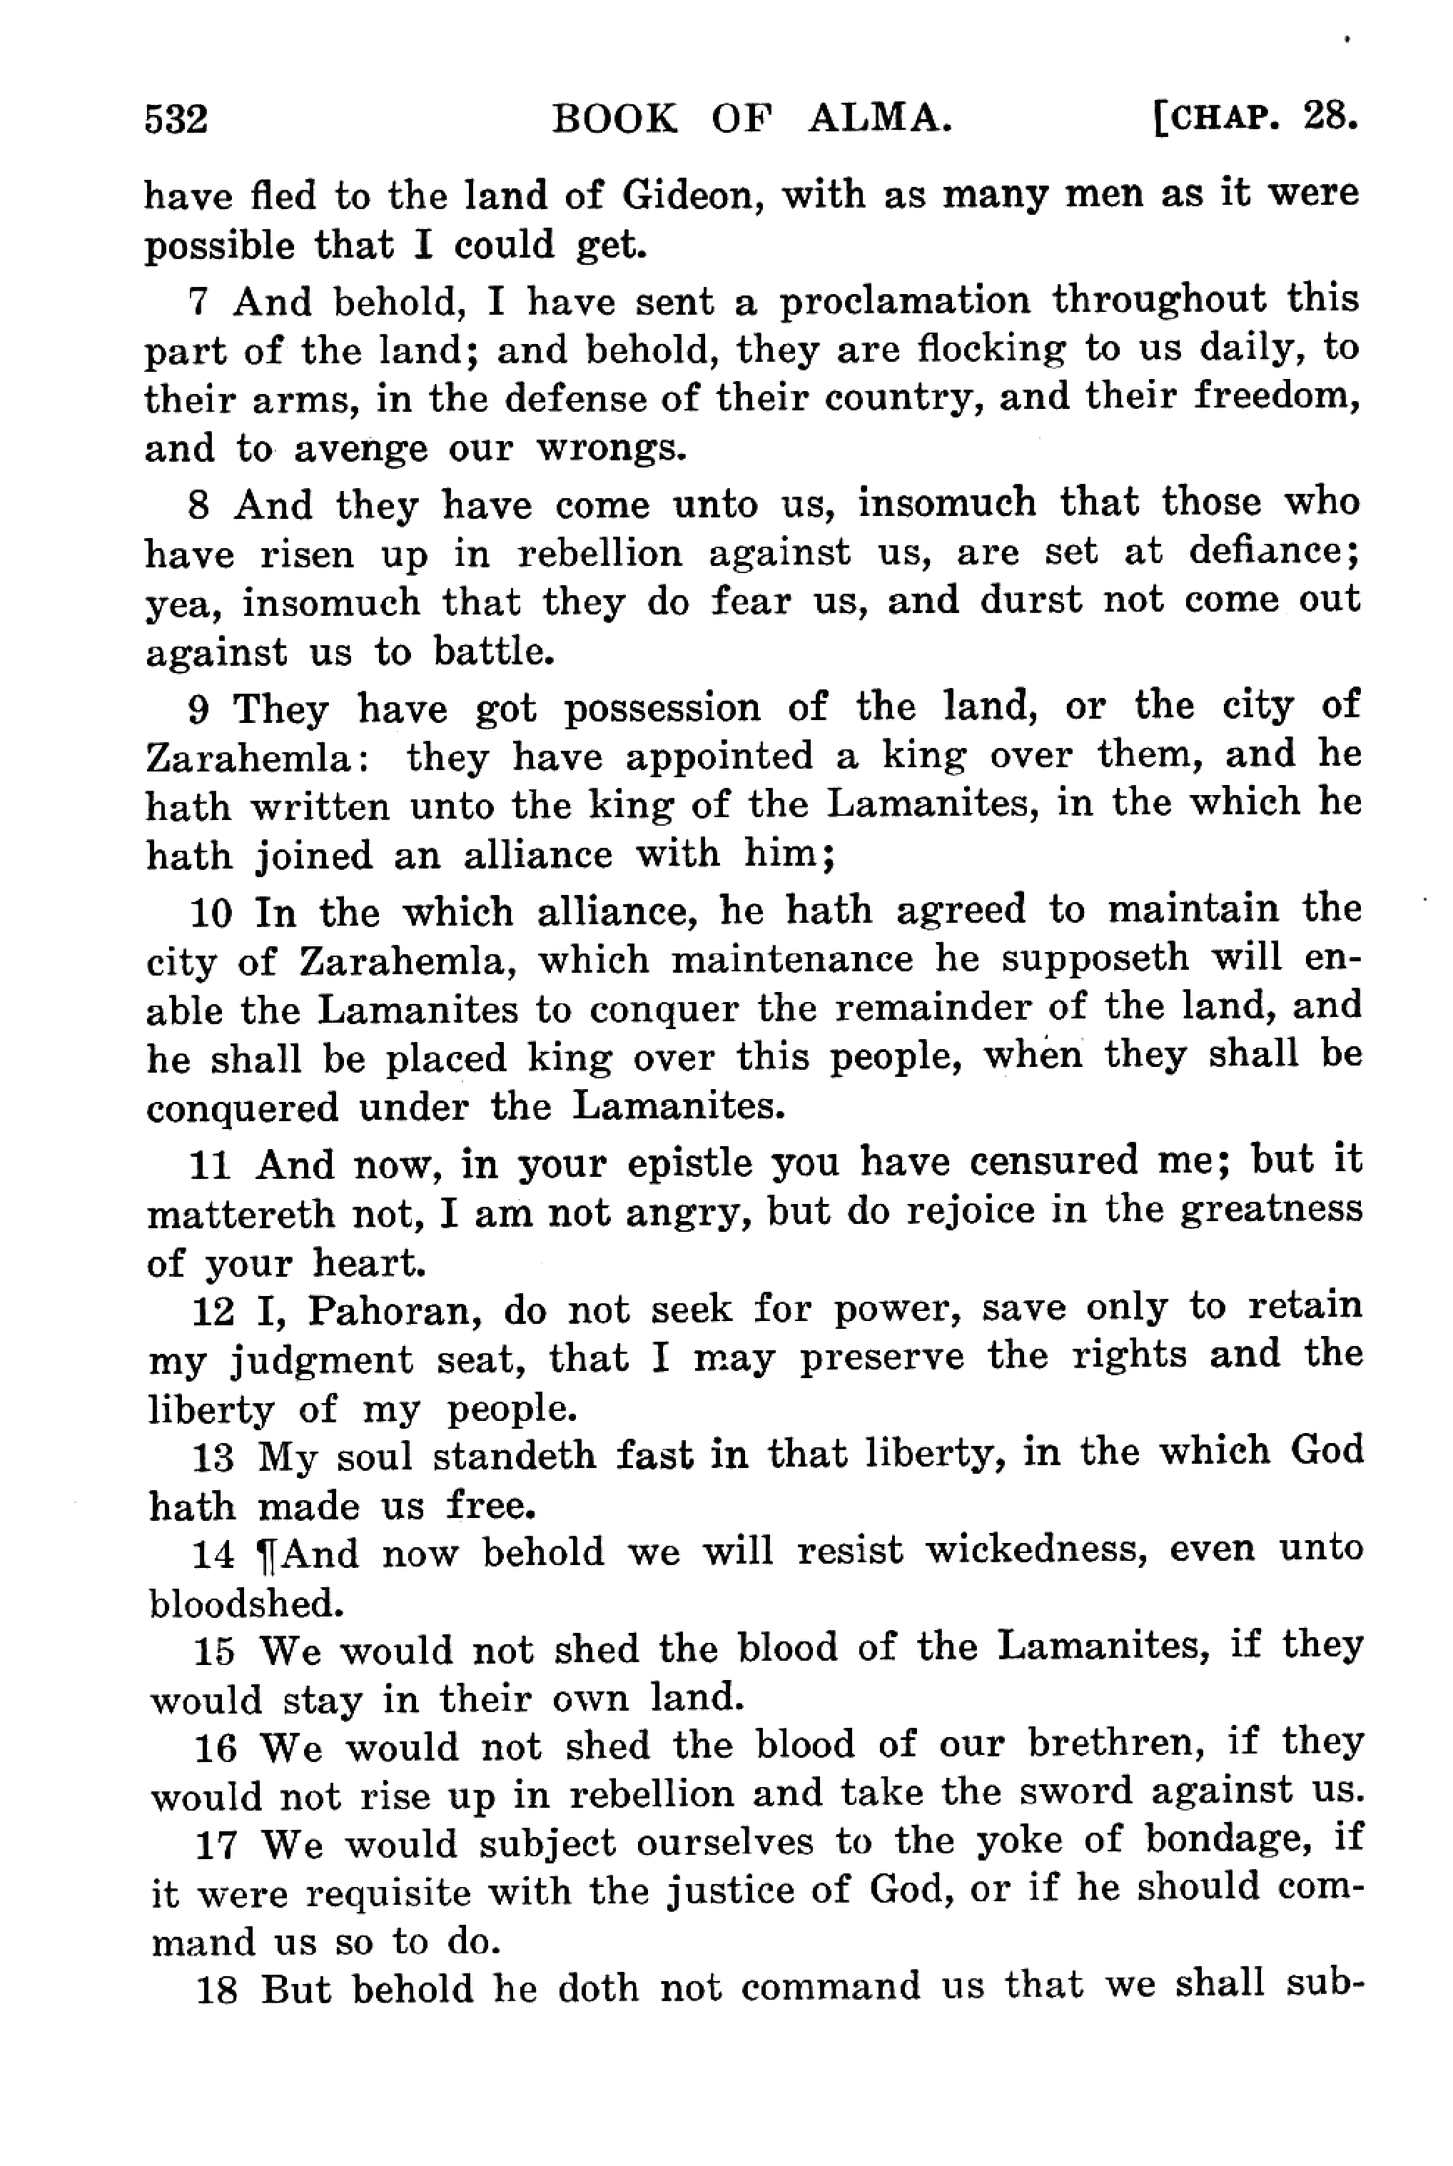 532 BOOK OF ALMA. [CHAP. 28.
have fled to the land of Gideon, with as many men as it were
possible that I could get.
7 And behold, I have sent a proclamation throughout this
part of the land; and behold, they are flocking to us daily, to
their arms, in the defense of their country, and their freedom,
and to avenge our wrongs.
8 And they have come unto us, insomuch that those who
have risen up in rebellion against us, are set at defiance;
yea, insomuch that they do fear us, and durst not come out
against us to battle.
9 They have got possession of the land, or the city of
Zarahemla: they have appointed a king over them, and he
hath written unto the king of the Lamanites, in the which he
hath joined an alliance with him;
10 In the which alliance, he hath agreed to maintain the
city of Zarahemla, which maintenance he supposeth will en-
able the Lamanites to conquer the remainder of the land, and
he shall be placed king over this people, when they shall be
conquered under the Lamanites.
11 And now, in your epistle you have censured me; but it
mattereth not, I am not angry, but do rejoice in the greatness
of your heart.
12 I, Pahoran, do not seek for power, save only to retain
my judgment seat, that I may preserve the rights and the
liberty of my people.
13 My soul standeth fast in that liberty, in the which God
hath made us free.
14 ¶And now behold we will resist wickedness, even unto
bloodshed.
15 We would not shed the blood of the Lamanites, if they
would stay in their own land.
16 We would not shed the blood of our brethren, if they
would not rise up in rebellion and take the sword against us.
17 We would subject ourselves to the yoke of bondage, if
it were requisite with the justice of God, or if he should com-
mand us so to do.
18 But behold he doth not command us that we shall sub-